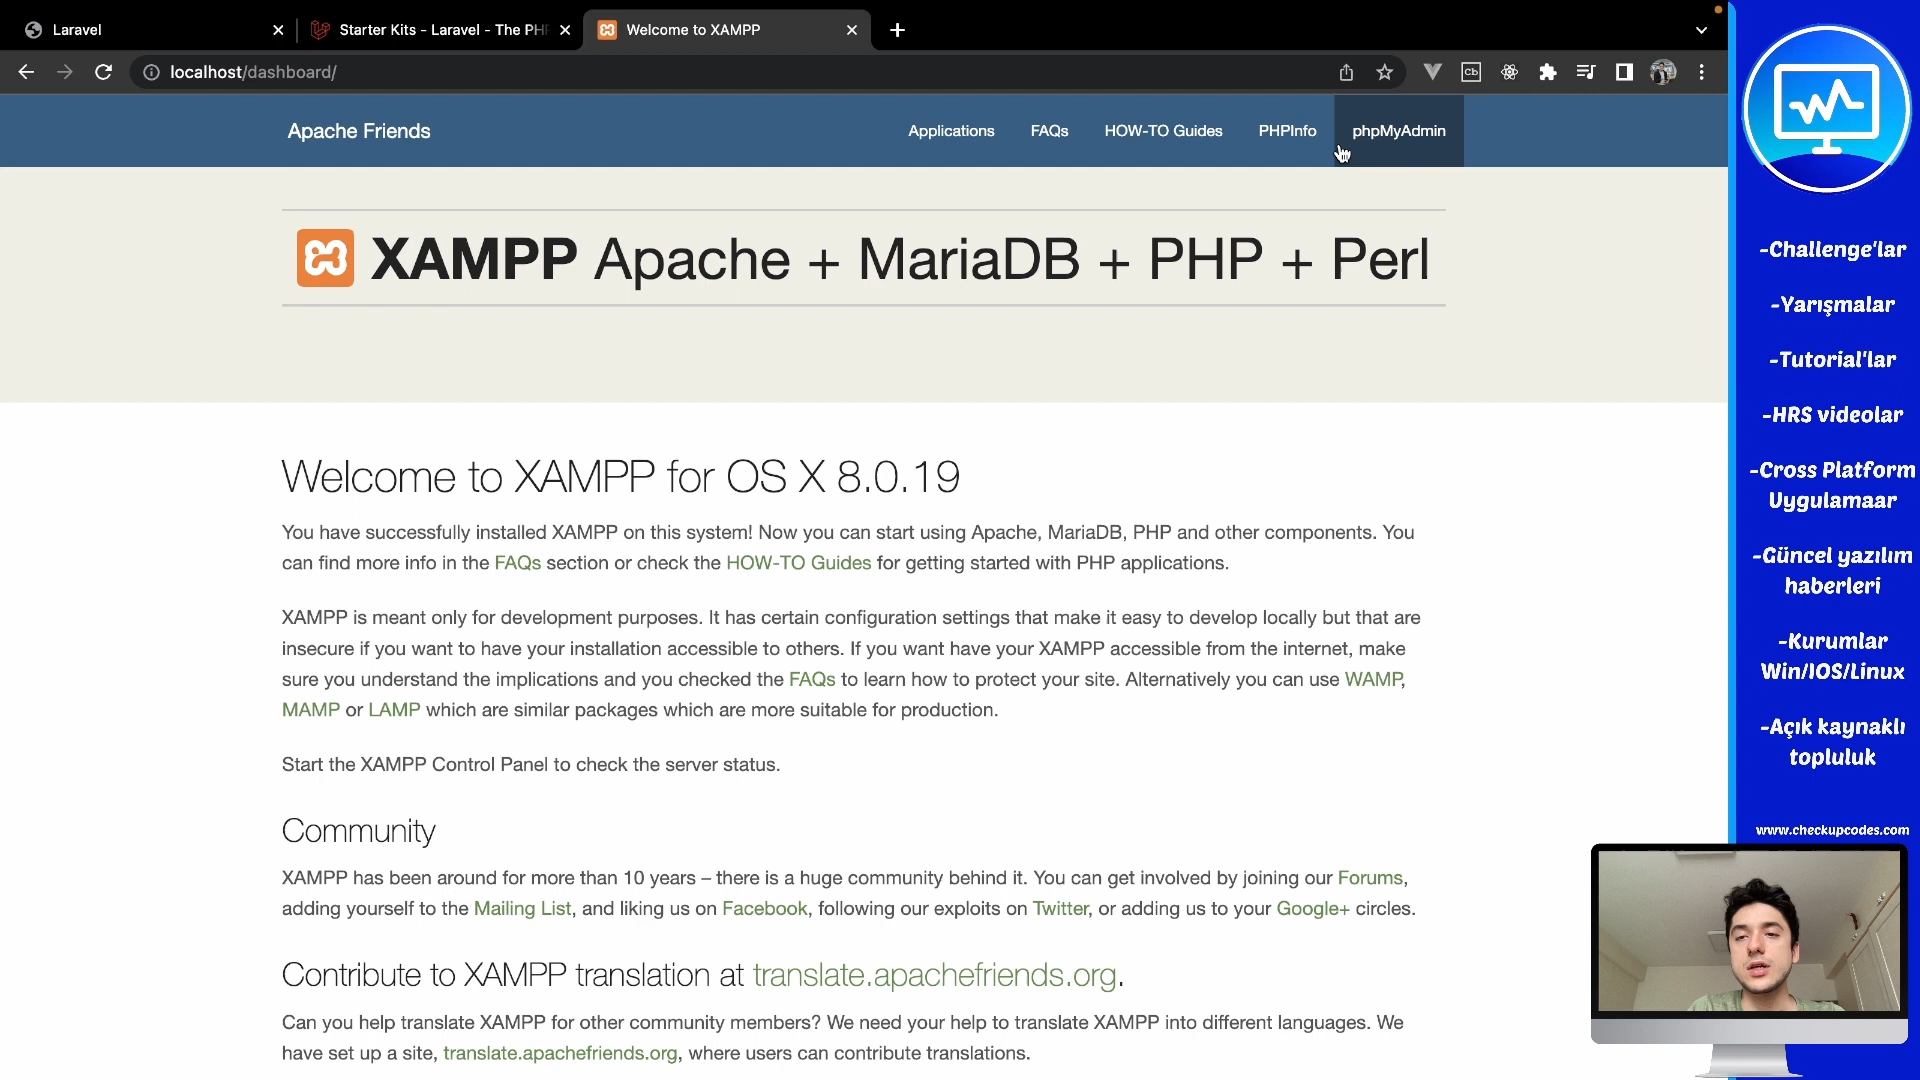 Laravel
Starter Kits - Laravel - The PH
Welcome to XAMPP
localhost/dashboard/
Cb
Apache Friends
Applications
FAQs
HOW-TO Guides
PHPInfo
phpMyAdmin
XAMPP Apache + MariaDB + PHP + Perl
Welcome to XAMPP for OS X 8.0.19
You have successfully installed XAMPP on this system! Now you can start using Apache, MariaDB, PHP and other components. You
can find more info in the FAQs section or check the HOW-TO Guides for getting started with PHP applications.
XAMPP is meant only for development purposes. It has certain configuration settings that make it easy to develop locally but that are
insecure if you want to have your installation accessible to others. If you want have your XAMPP accessible from the internet, make
sure you understand the implications and you checked the FAQs to learn how to protect your site. Alternatively you can use WAMP,
MAMP or LAMP which are similar packages which are more suitable for production.
Start the XAMPP Control Panel to check the server status.
Community
XAMPP has been around for more than 10 years – there is a huge community behind it. You can get involved by joining our Forums,
adding yourself to the Mailing List, and liking us on Facebook, following our exploits on Twitter, or adding us to your Google+ circles.
Contribute to XAMPP translation at translate.apachefriends.org.
Can you help translate XAMPP for other community members? We need your help to translate XAMPP into different languages. We
have set up a site, translate.apachefriends.org, where users can contribute translations.
-Challenge'lar
-Yarışmalar
-Tutorial'lar
-HRS videolar
-Cross Platform
Uygulamaar
-Güncel yazılım
haberleri
-Kurumlar
Win/IOS/Linux
-Açık kaynaklı
topluluk
www.checkupcodes.com